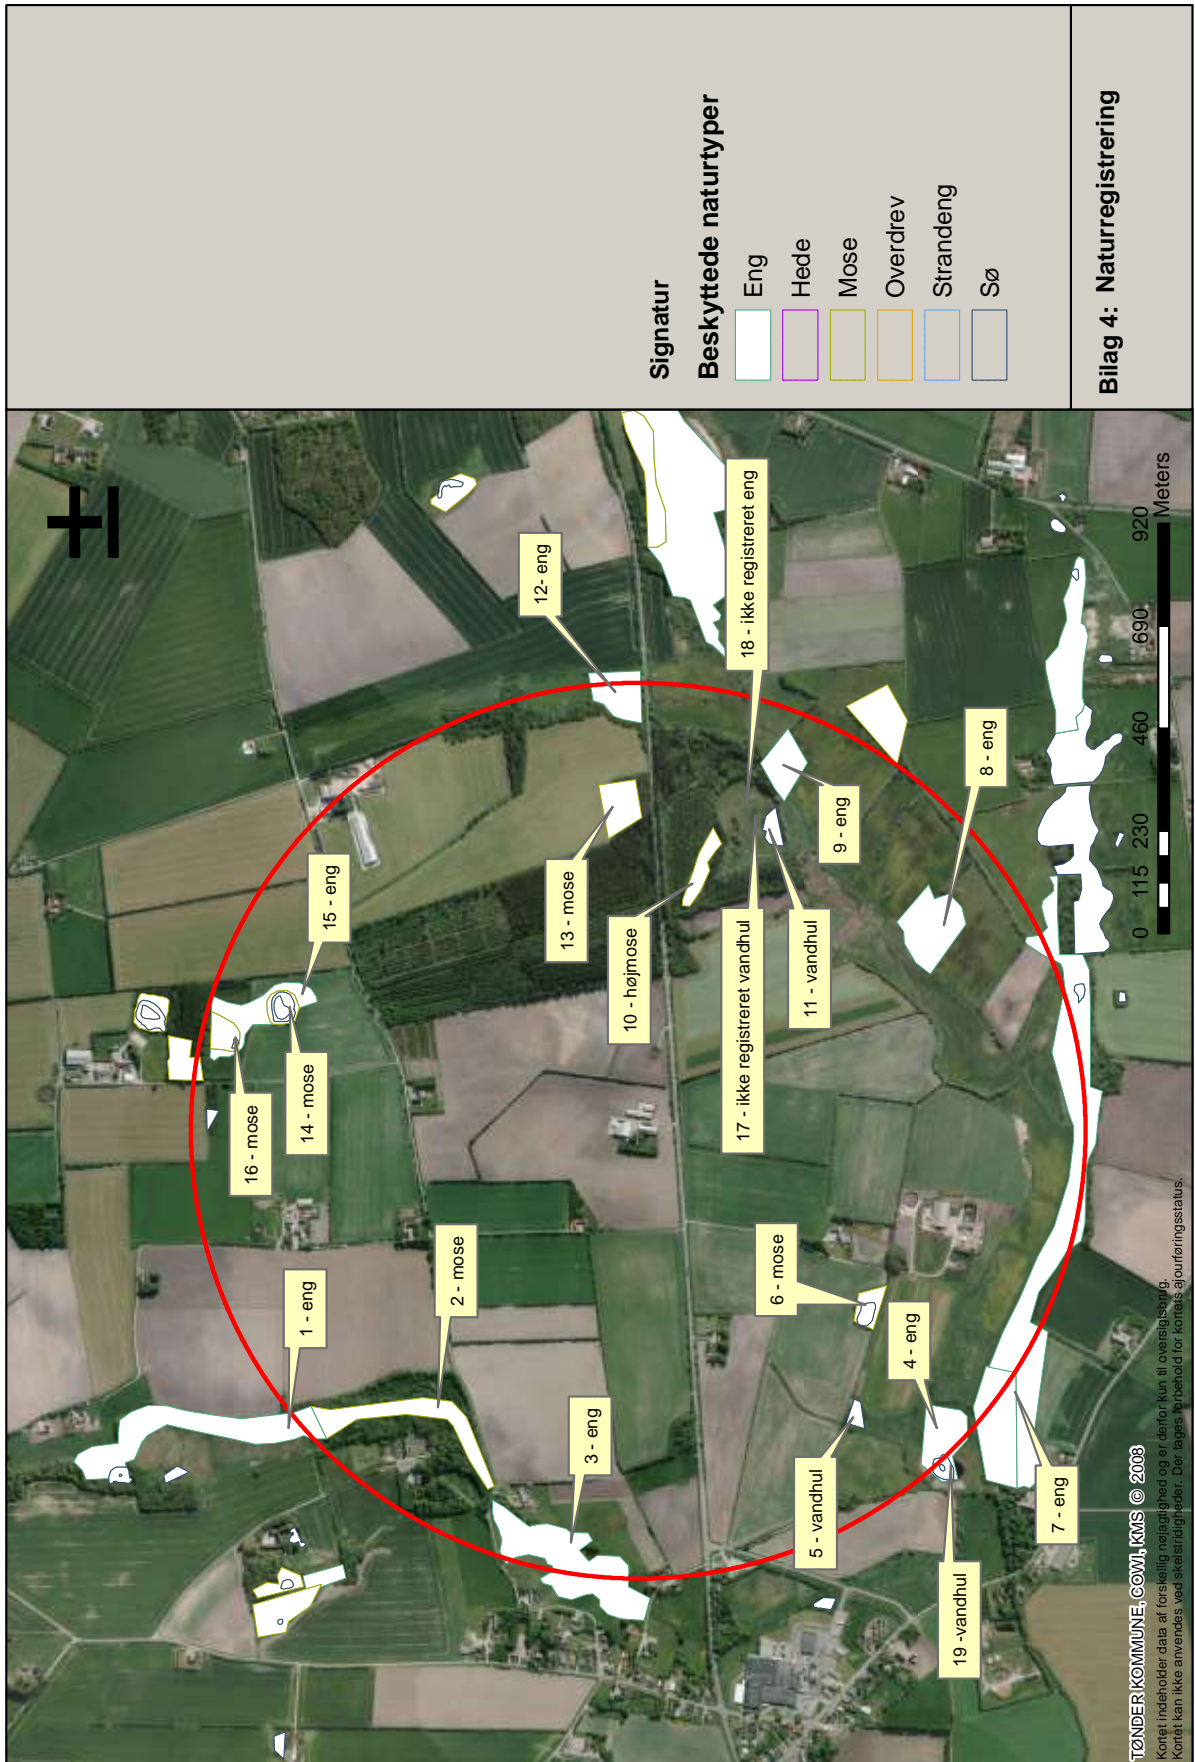 1 - eng
2 - mose
3 - eng
4 - eng
5 - vandhul
6 - mose
7 - eng
8 - eng
9 - eng
10 - højmose
11 - vandhul
12- eng
13 - mose
14 - mose
15 - eng
16 - mose
17 - ikke registreret vandhul
18 - ikke registreret eng
19 -vandhul
0 115 230 460 690 920
Meters
TØNDER KOMMUNE, COWI, KMS © 2008
Kortet indeholder data af forskellig nøjagtighed og er derfor kun til oversigtsbrug.
Kortet kan ikke anvendes ved skelstridigheder. Der tages forbehold for kortets ajourføringsstatus.
Signatur
Beskyttede naturtyper
Eng
Hede
Mose
Overdrev
Strandeng
Sø
Bilag 4: Naturregistrering